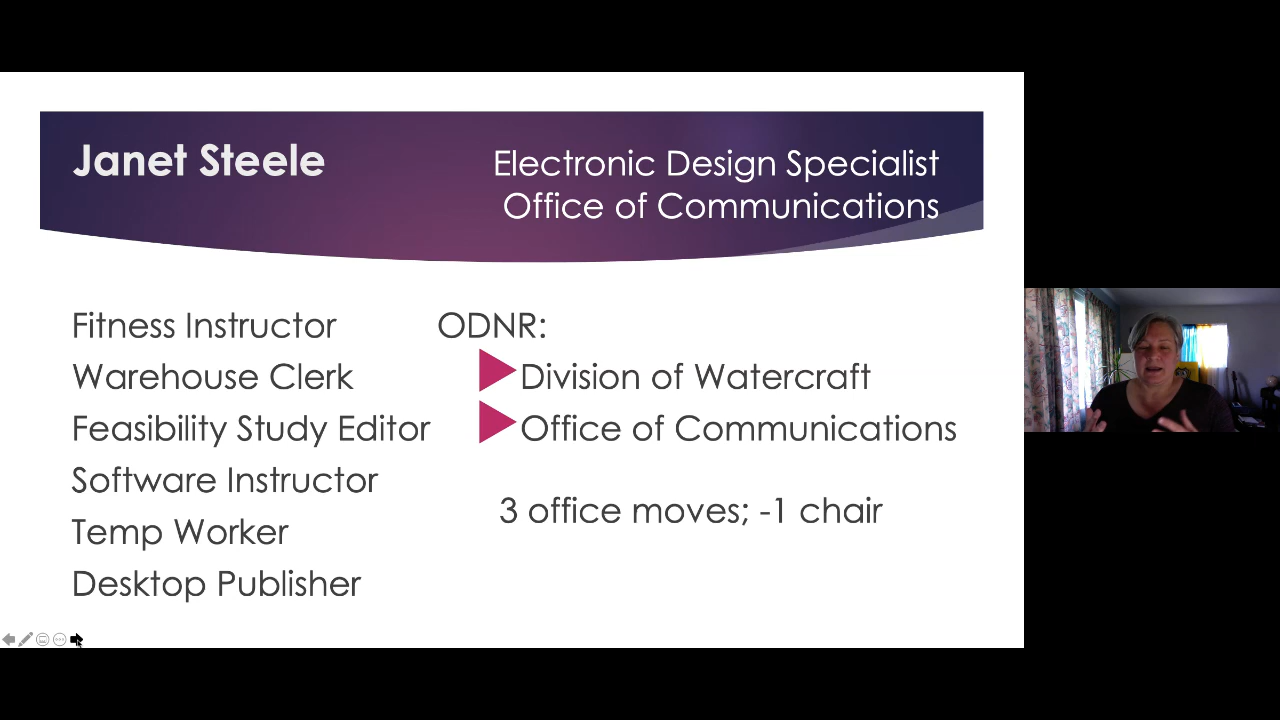 Janet Steele
Electronic Design Specialist
Office of Communications
Fitness Instructor
Warehouse Clerk
Feasibility Study Editor
Software Instructor
Temp Worker
Desktop Publisher
ODNR:
Division of Watercraft
Office of Communications
3 office moves; -1 chair